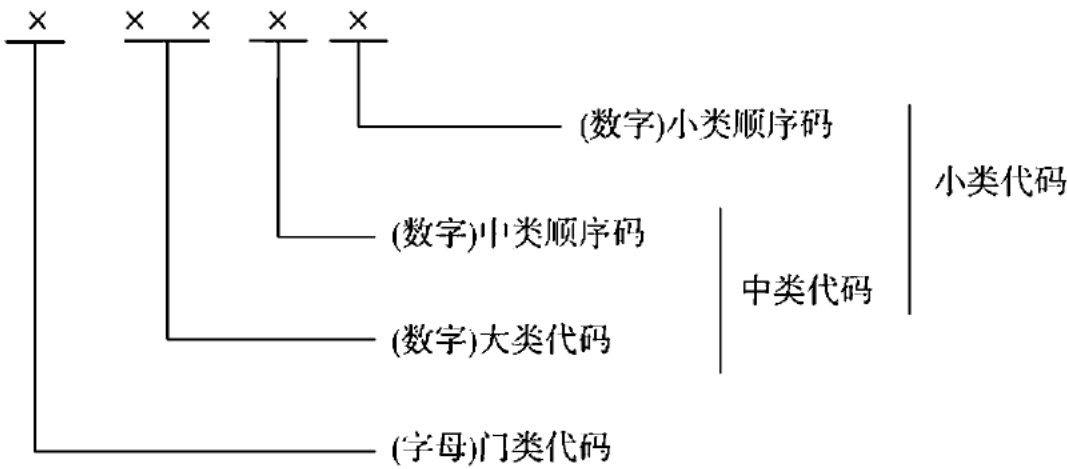 × × × × ×
(数字)小类顺序码
小类代码
(数字)中类顺序码
中类代码
(数字)大类代码
(字母)门类代码